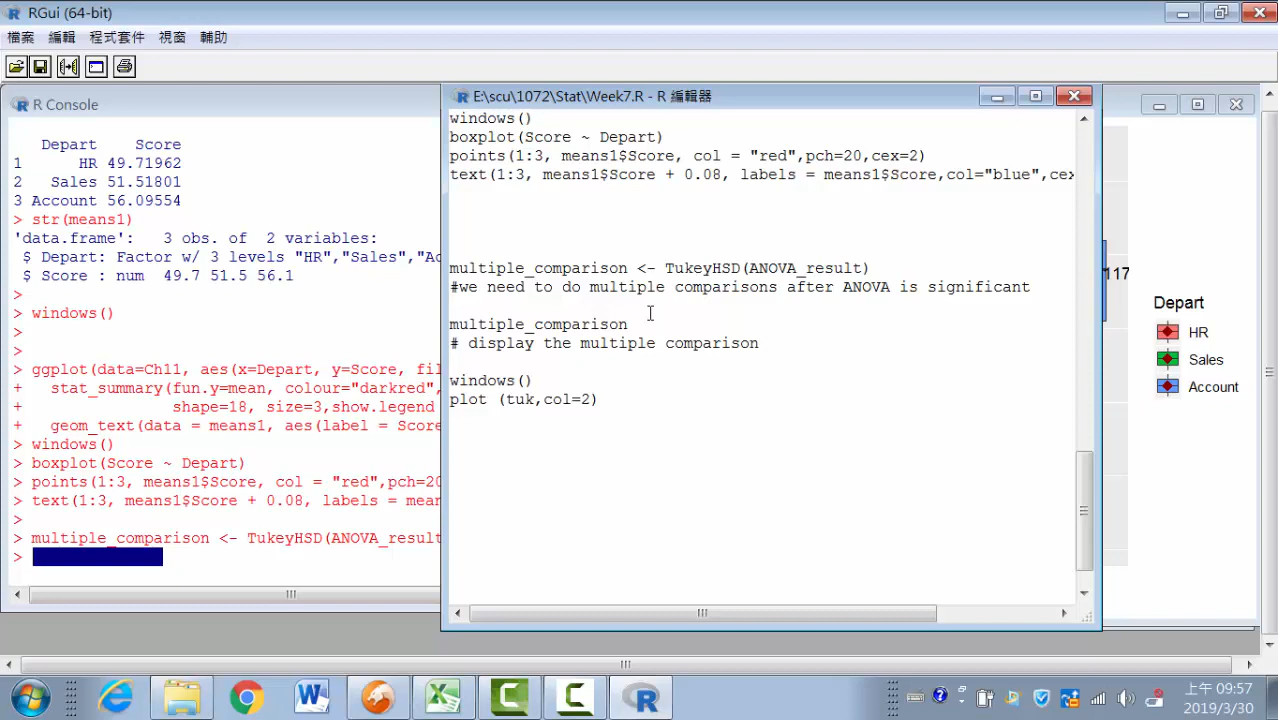 RGui (64-bit)
檔案 編輯 程式套件 視窗 輔助
R Console
Depart Score
1 HR 49.71962
2 Sales 51.51801
3 Account 56.09554
> str(means1)
'data.frame': 3 obs. of 2 variables:
$ Depart: Factor w/ 3 levels "HR","Sales","Ac
$ Score : num 49.7 51.5 56.1
>
> windows()
>
>
> ggplot(data=Ch11, aes(x=Depart, y=Score, fil
+ stat_summary(fun.y=mean, colour="darkred",
+ shape=18, size=3,show.legend
+ geom_text(data = means1, aes(label = Score
> windows()
> boxplot(Score ~ Depart)
> points(1:3, means1$Score, col = "red",pch=20
> text(1:3, means1$Score + 0.08, labels = mean
>
> multiple_comparison <- TukeyHSD(ANOVA_result
>
E:\scu\1072\Stat\Week7.R - R 編輯器
windows()
boxplot(Score ~ Depart)
points(1:3, means1$Score, col = "red",pch=20,cex=2)
text(1:3, means1$Score + 0.08, labels = means1$Score,col="blue",cex
multiple_comparison <- TukeyHSD(ANOVA_result)
#we need to do multiple comparisons after ANOVA is significant
multiple_comparison
# display the multiple comparison
windows()
plot (tuk,col=2)
117
Depart
HR
Sales
Account
上午 09:57
2019/3/30